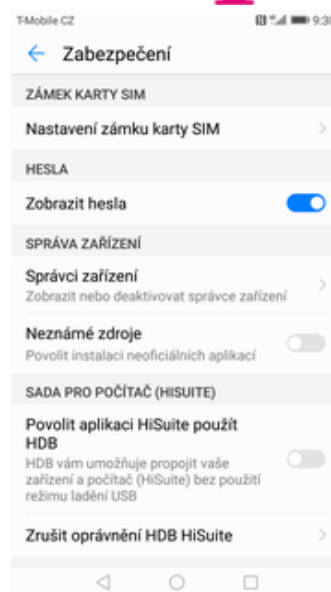 T-Mobile CZ 9:30
Zabezpečení
ZÁMEK KARTY SIM
Nastavení zámku karty SIM
HESLA
Zobrazit hesla
SPRÁVA ZAŘÍZENÍ
Správci zařízení
Zobrazit nebo deaktivovat správce zařízení
Neznámé zdroje
Povolit instalaci neoficiálních aplikací
SADA PRO POČÍTAČ (HISUITE)
Povolit aplikaci HiSuite použít
HDB
HDB vám umožňuje propojit vaše
zařízení a počítač (HiSuite) bez použití
režimu ladění USB
Zrušit oprávnění HDB HiSuite